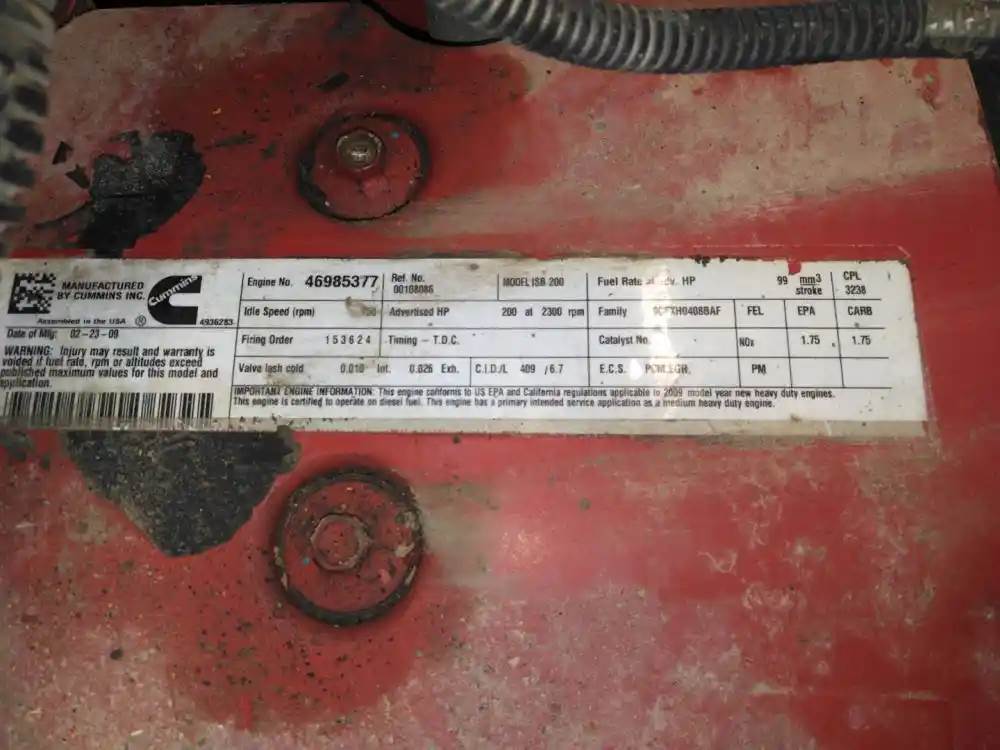 MANUFACTURED
BY CUMMINS INC.
Cummins
Assembled in the USA ®
4936283
Date of Mfg: 02-23-09
WARNING: Injury may result and warranty is
voided if fuel rate, rpm or altitudes exceed
published maximum values for this model and
application.
Engine No. 46985377 Ref. No. 00108086 MODEL ISB 200 Fuel Rate at HP 99 mm3 stroke CPL 3238
Idle Speed (rpm) Advertised HP 200 at 2300 rpm Family FEL EPA CARB
Firing Order 1 5 3 6 2 4 Timing - T.D.C. Catalyst No. NOx 1.75 1.75
Valve lash cold 0.010 Int. 0.026 Exh. C.I.D./L 409 / 6.7 E.C.S. PM
IMPORTANT ENGINE INFORMATION: This engine conforms to US EPA and California regulations applicable to 2009 model year new heavy duty engines.
This engine is certified to operate on diesel fuel. This engine has a primary intended service application as a medium heavy duty engine.